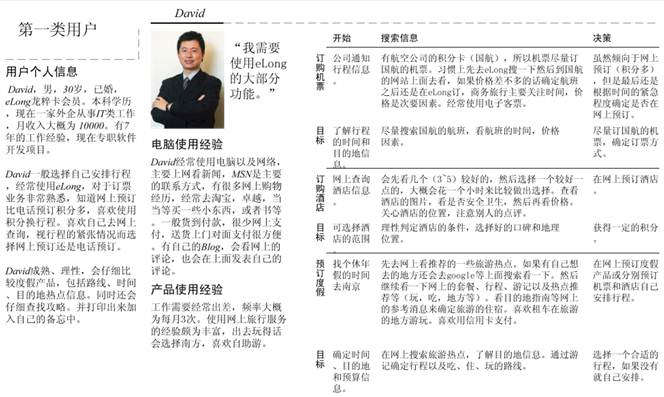 第一类用户
用户个人信息
David，男，30岁，已婚，
eLong龙粹卡会员。本科学历
，现在一家外企从事IT类工作
，月收入大概为 10000。有7
年的工作经验，现在专职软件
开发项目。
David一般选择自己安排行程
，经常使用eLong，对于订票
业务非常熟悉，知道网上预订
比电话预订积分多，喜欢使用
积分换行程。喜欢自己去网上
查询，视行程的紧张情况而选
择网上预订还是电话预订。
David成熟、理性，会仔细比
较度假产品，包括路线、时间
、目的地热点信息。同时还会
仔细查找攻略。并打印出来加
入自己的备忘中。
David
“我需要
使用eLong
的大部分
功能。”
电脑使用经验
David经常使用电脑以及网络，
主要上网看新闻，MSN是主要
的联系方式，有很多网上购物
经历，经常去淘宝，卓越，当
当等买一些小东西，或者书等
。一般货到付款，很少网上支
付，送货上门对面支付很方便
。有自己的Blog，会看网上的
评论，也会在上面发表自己的
评论。
产品使用经验
工作需要经常出差，频率大概
为每月3次。使用网上旅行服务
的经验颇为丰富，出去玩得话
会选择南方，喜欢自助游。
开始
搜索信息
决策
订购机票
公司通知
行程信息
。
有航空公司的积分卡（国航），所以机票尽量订
国航的机票。习惯上先去eLong搜一下然后到国航
的网站上面去看，如果价格差不多的话确定航班
之后还是在eLong订，商务旅行主要关注时间，价
格是次要因素。经常使用电子客票。
虽然倾向于网上
预订（积分多）
，但是最后还是
根据时间的紧急
程度确定是否在
网上预订。
目标
了解行程
的时间和
目的地信
息。
尽量搜索国航的航班，看航班的时间，价格
因素。
尽量订国航的机
票，确定订票方
式。
订购酒店
网上查询
酒店信息
。
会先看几个（3~5）较好的，然后选择一个较好一
点的，大概会花一个小时来比较做出选择。查看
酒店的图片，看是否安全卫生，然后再看价格。
关心酒店的位置，注意别人的点评。
在网上预订酒店
。
目标
可选择酒
店的范围
。
理性判定酒店的条件，选择好的口碑和地理
位置。
获得一定的积分
。
预订度假
找个休年
假的时间
去南京
先去网上看推荐的一些旅游热点。如果有自己想
去的地方还会去google等上面搜索看一下。然后
继续看一下网上的套餐、行程、游记以及热点推
荐等（玩，吃，地方等）。看目的地指南等网上
的参考消息来确定旅游的住宿。喜欢租车在旅游
的地方游玩。喜欢用信用卡支付。
在网上预订度假
产品或分别预订
机票和酒店自己
安排行程。
目标
确定时间
、目的地
和预算信
息。
在网上搜索旅游热点，了解目的地信息。通过游
记确定行程以及吃、住、玩的路线。
选择一个合适的
行程，如果没有
就自己安排。